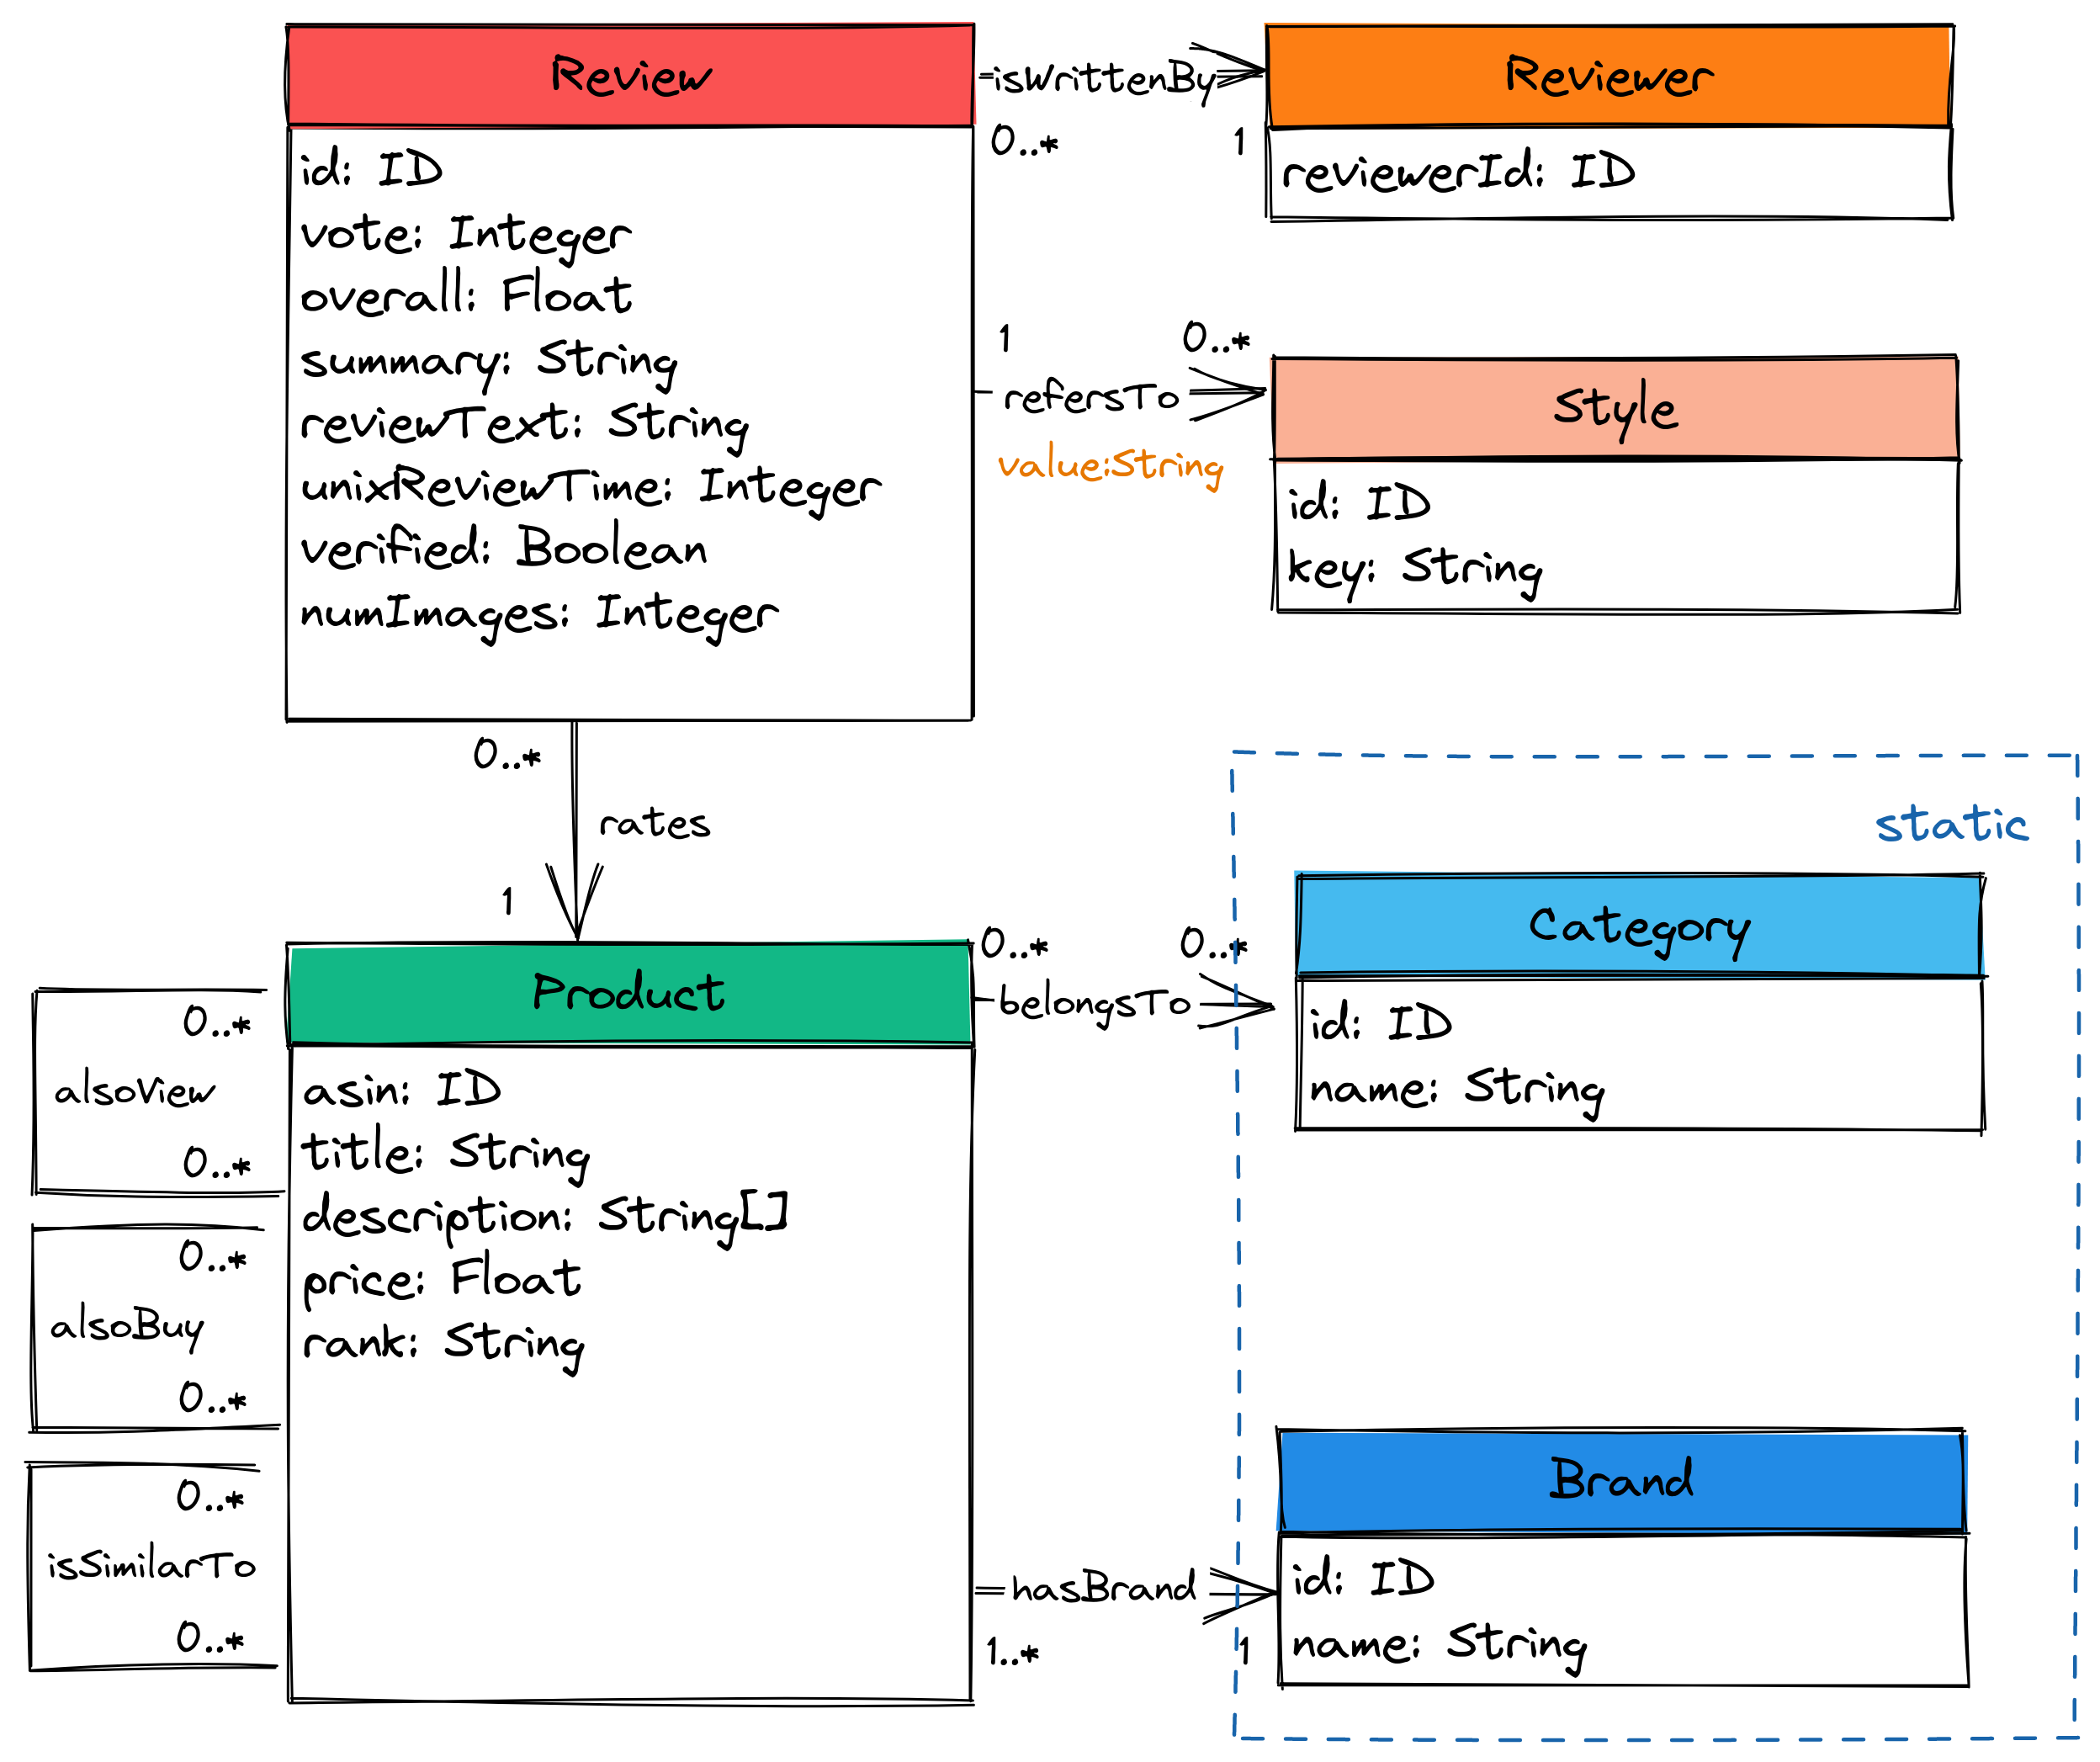 Review
id: ID
vote: Integer
overall: Float
summary: String
reviewText: String
unixReviewTime: Integer
verified: Boolean
numImages: Integer
isWrittenBy
0..*
1
Reviewer
reviewerId: ID
1
0..*
refersTo
value:String
Style
id: ID
key: String
0..*
rates
1
static
Product
asin: ID
title: String
description: String[]
price: Float
rank: String
0..*
alsoView
0..*
0..*
alsoBuy
0..*
0..*
isSimilarTo
0..*
0..*
0..*
belongsTo
Category
id: ID
name: String
hasBrand
1..*
1
Brand
id: ID
name: String